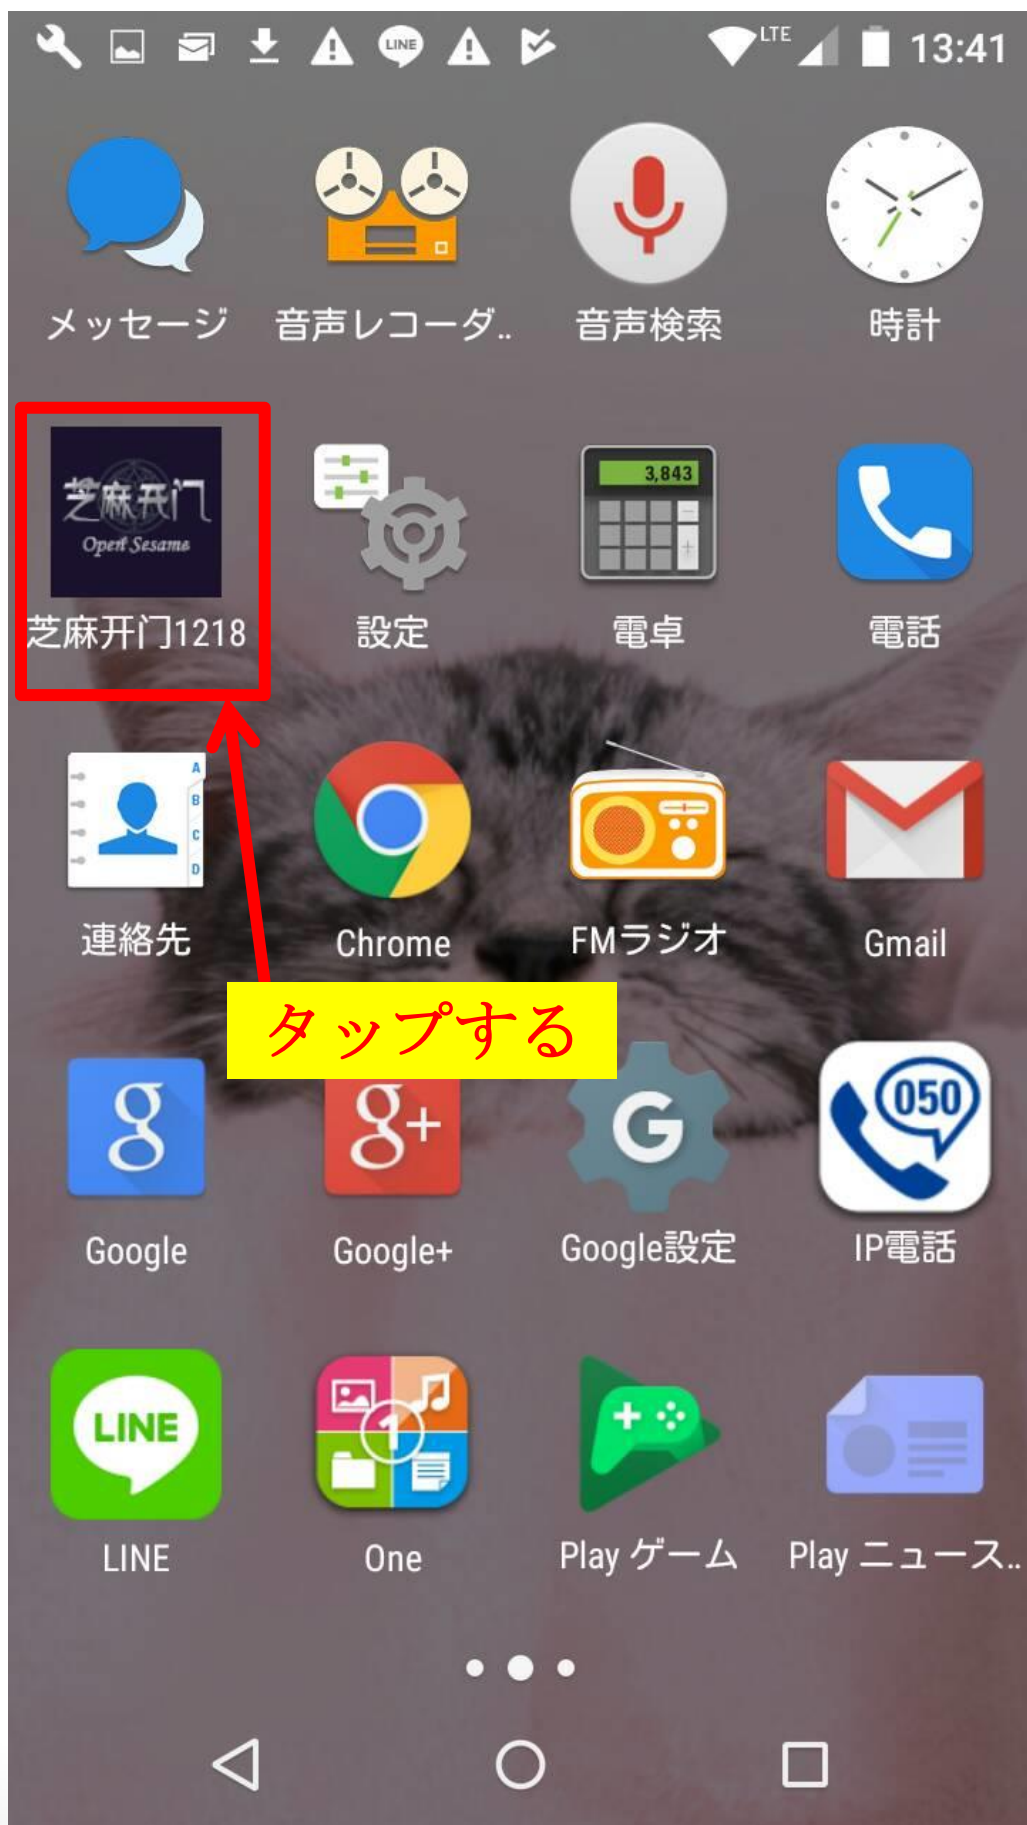 LINE
LTE
13:41
メッセージ
音声レコーダ..
音声検索
時計
芝麻开门
Open Sesame
3,843
芝麻开门1218
設定
電卓
電話
A
B
C
D
連絡先
Chrome
FMラジオ
Gmail
タップする
g
g+
G
050
Google
Google+
Google設定
IP電話
LINE
1
LINE
One
Play ゲーム
Play ニュース..